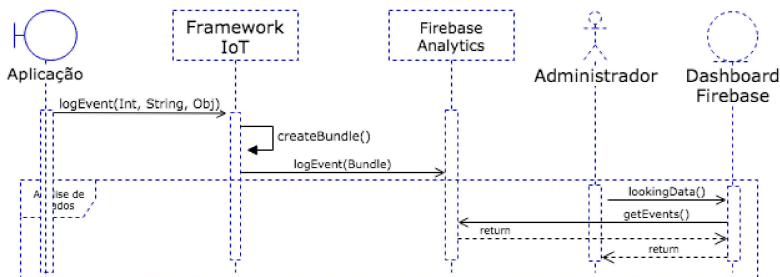 Aplicação
Framework
IoT
Firebase
Analytics
Administrador
Dashboard
Firebase
logEvent(Int, String, Obj)
createBundle()
logEvent(Bundle)
de
lookingData()
getEvents()
return
return